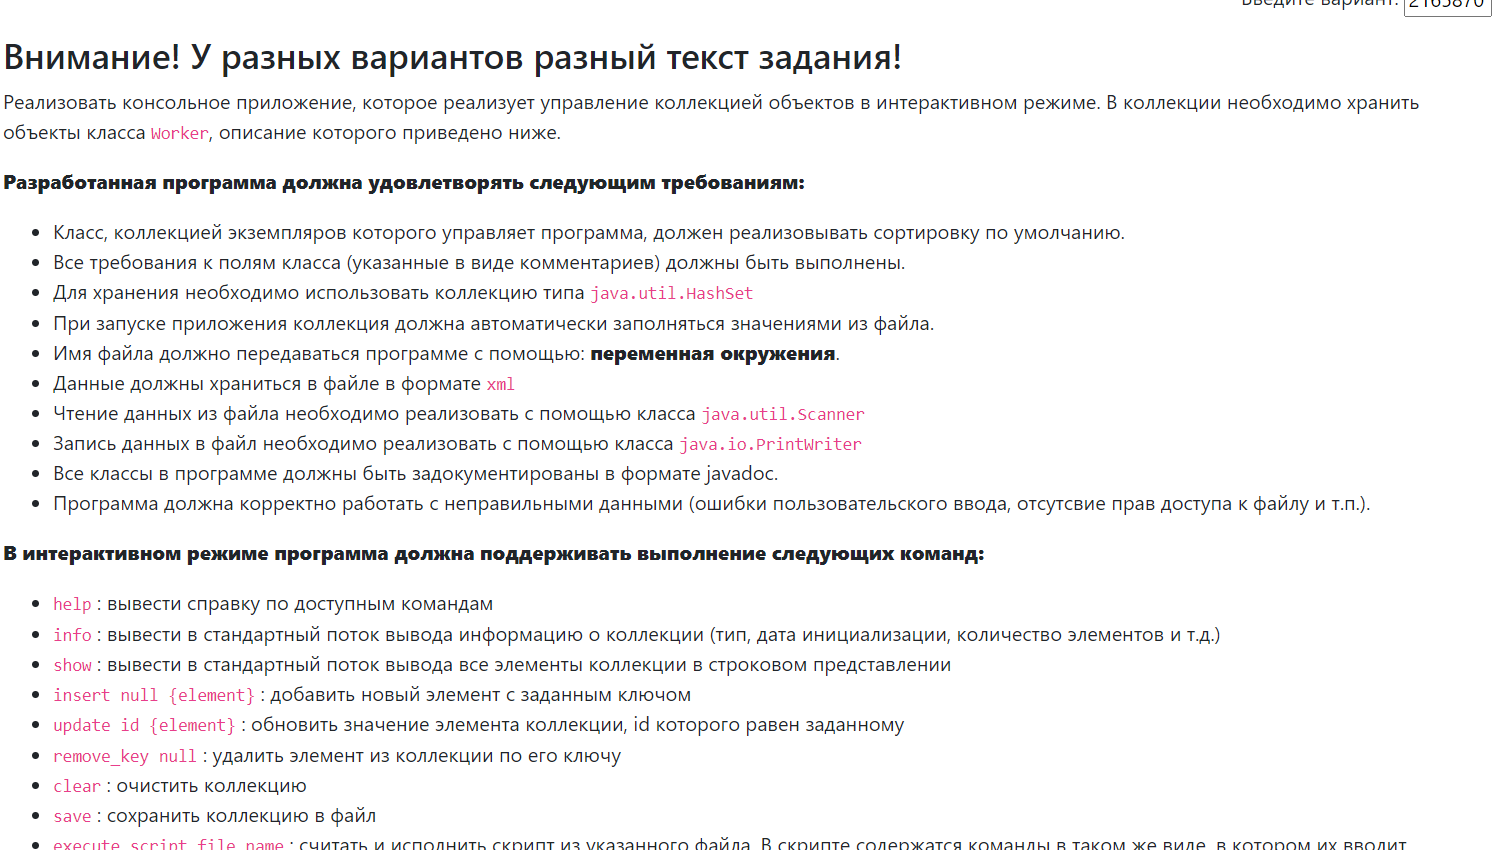 Введите вариант: 2165870
Внимание! У разных вариантов разный текст задания!
Реализовать консольное приложение, которое реализует управление коллекцией объектов в интерактивном режиме. В коллекции необходимо хранить
объекты класса Worker, описание которого приведено ниже.
Разработанная программа должна удовлетворять следующим требованиям:
Класс, коллекцией экземпляров которого управляет программа, должен реализовывать сортировку по умолчанию.
Все требования к полям класса (указанные в виде комментариев) должны быть выполнены.
Для хранения необходимо использовать коллекцию типа java.util.HashSet
При запуске приложения коллекция должна автоматически заполняться значениями из файла.
Имя файла должно передаваться программе с помощью: переменная окружения.
Данные должны храниться в файле в формате xml
Чтение данных из файла необходимо реализовать с помощью класса java.util.Scanner
Запись данных в файл необходимо реализовать с помощью класса java.io.PrintWriter
Все классы в программе должны быть задокументированы в формате javadoc.
Программа должна корректно работать с неправильными данными (ошибки пользовательского ввода, отсутсвие прав доступа к файлу и т.п.).
В интерактивном режиме программа должна поддерживать выполнение следующих команд:
help : вывести справку по доступным командам
info : вывести в стандартный поток вывода информацию о коллекции (тип, дата инициализации, количество элементов и т.д.)
show : вывести в стандартный поток вывода все элементы коллекции в строковом представлении
insert null {element} : добавить новый элемент с заданным ключом
update id {element} : обновить значение элемента коллекции, id которого равен заданному
remove_key null : удалить элемент из коллекции по его ключу
clear : очистить коллекцию
save : сохранить коллекцию в файл
execute_script file_name : считать и исполнить скрипт из указанного файла. В скрипте содержатся команды в таком же виде, в котором их вводит